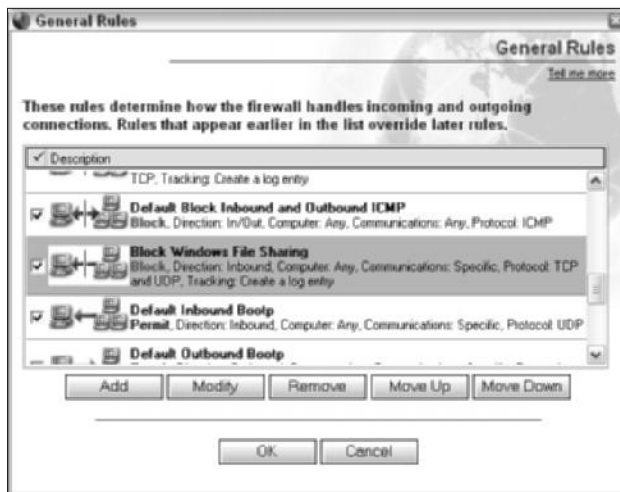 General Rules
General Rules
Tell me more
These rules determine how the firewall handles incoming and outgoing
connections. Rules that appear earlier in the list override later rules.
Description
TCP, Tracking: Create a log entry
Default Block Inbound and Outbound ICMP
Block, Direction: In/Out, Computer: Any, Communications: Any, Protocol: ICMP
Block Windows File Sharing
Block, Direction: Inbound, Computer: Any, Communications: Specific, Protocol: TCP
and UDP, Tracking: Create a log entry
Default Inbound Bootp
Permit, Direction: Inbound, Computer: Any, Communications: Specific, Protocol: UDP
Default Outbound Bootp
Add Modify Remove Move Up Move Down
OK Cancel